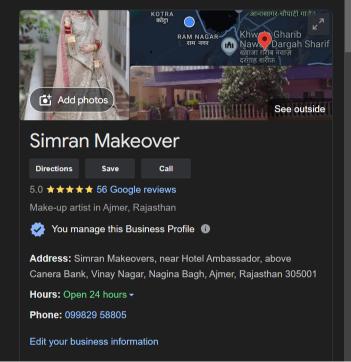 KOTRA
कोट्रा
RAM NAGAR
राम नगर
आनासागर-चौपाटी गार्ड
Khwaja Gharib
Nawaz Dargah Sharif
ख्वाजा गरीब नवाज़
दरगाह शरीफ़
Add photos
See outside
Simran Makeover
Directions Save Call
5.0 ★★★★★ 56 Google reviews
Make-up artist in Ajmer, Rajasthan
You manage this Business Profile
Address: Simran Makeovers, near Hotel Ambassador, above
Canera Bank, Vinay Nagar, Nagina Bagh, Ajmer, Rajasthan 305001
Hours: Open 24 hours
Phone: 099829 58805
Edit your business information